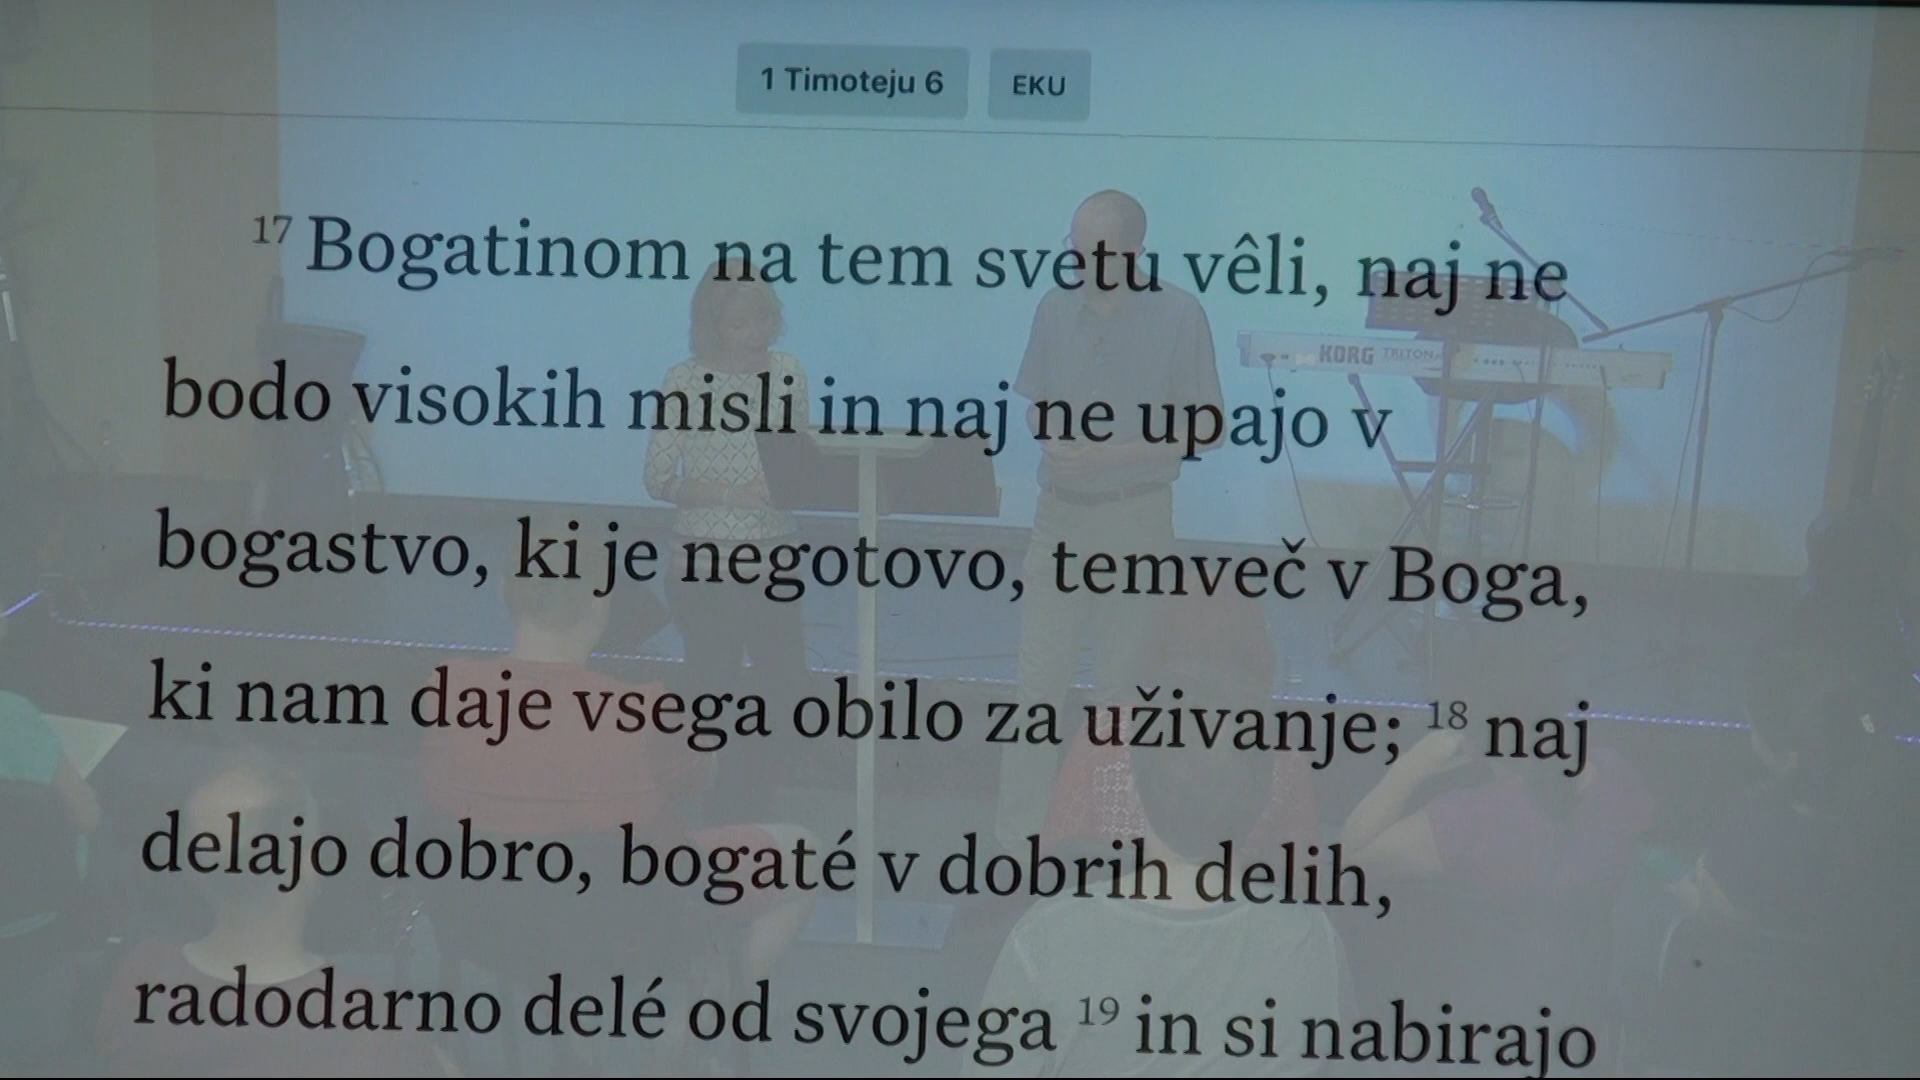 1 Timoteju 6 EKU
17 Bogatinom na tem svetu vêli, naj ne
KORG TRITON
bodo visokih misli in naj ne upajo v
bogastvo, ki je negotovo, temveč v Boga,
ki nam daje vsega obilo za uživanje; 18 naj
delajo dobro, bogaté v dobrih delih,
radodarno delé od svojega 19 in si nabirajo